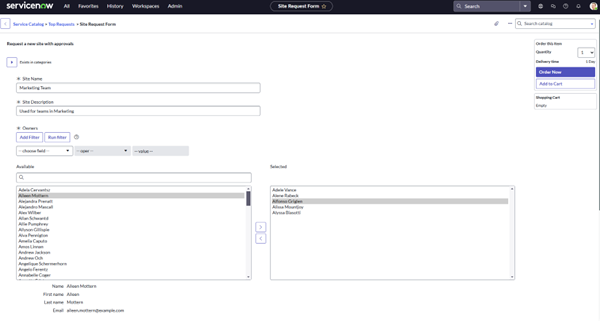 servicenow
All
Favorites
History
Workspaces
Admin
Site Request Form
Search
Service Catalog > Top Requests > Site Request Form
Search catalog
Request a new site with approvals
Exists in categories
Site Name
Marketing Team
Site Description
Used for teams in Marketing
Owners
Add Filter
Run filter
-- choose field --
-- oper --
-- value --
Available
Adela Cervantsz
Aileen Mottern
Alejandra Prenatt
Alejandro Mascall
Alex Wilber
Allan Schwantd
Allie Pumphrey
Allyson Gillispie
Alva Pennigton
Amelia Caputo
Amos Linnan
Andrew Jackson
Andrew Och
Angelique Schermerhorn
Angelo Ferentz
Annabelle Coger
Selected
Adele Vance
Alene Rabeck
Alfonso Griglen
Alissa Mountjoy
Alyssa Biasotti
Name Aileen Mottern
First name Aileen
Last name Mottern
Email aileen.mottern@example.com
Order this Item
Quantity 1
Delivery time 1 Day
Order Now
Add to Cart
Shopping Cart
Empty